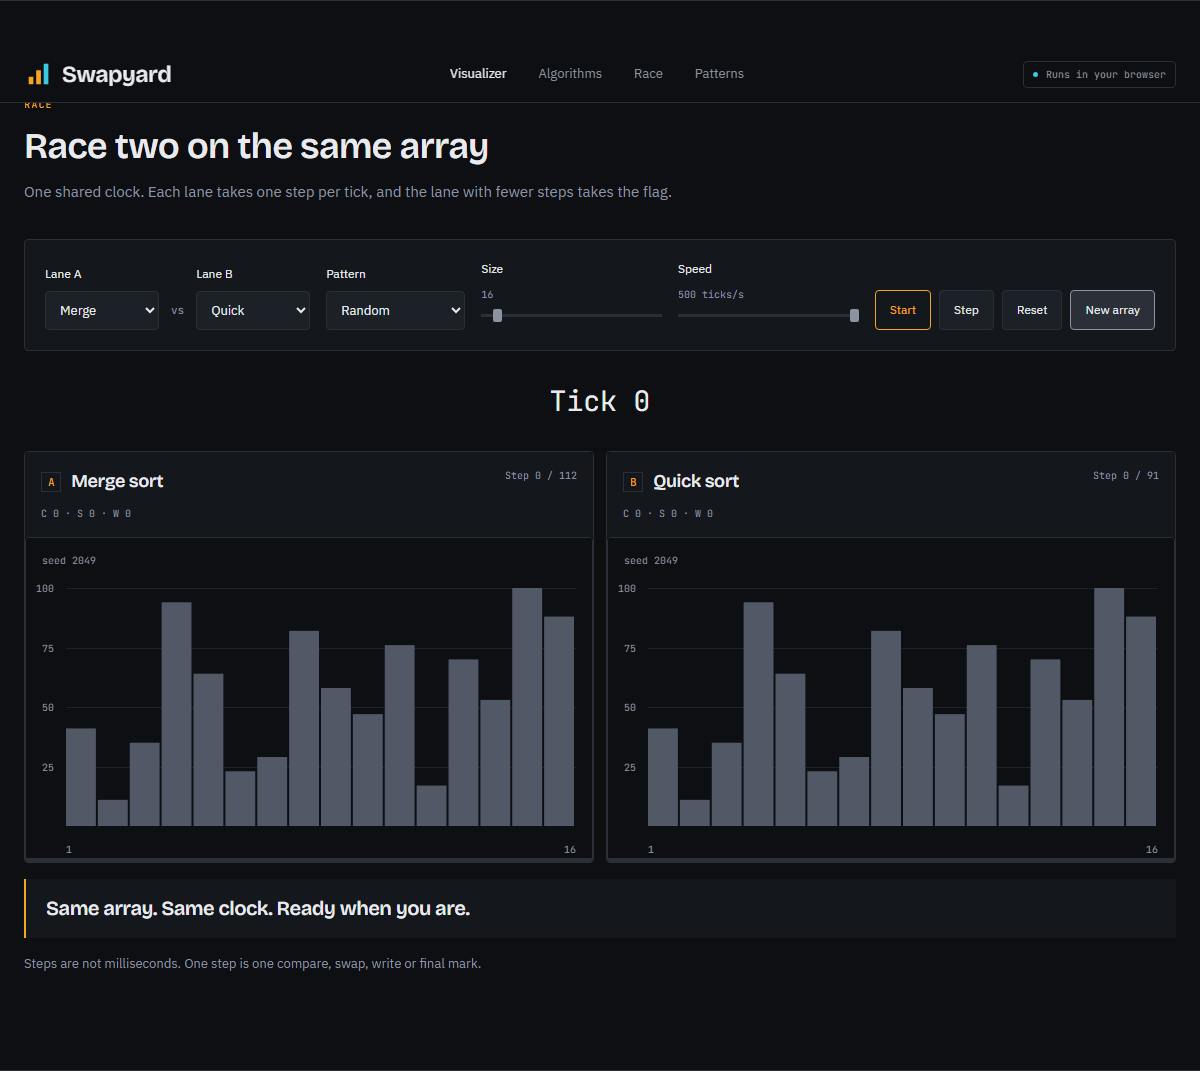 Swapyard
Visualizer Algorithms Race Patterns
Runs in your browser
RACE
Race two on the same array
One shared clock. Each lane takes one step per tick, and the lane with fewer steps takes the flag.
Lane A
Merge
vs
Lane B
Quick
Pattern
Random
Size
16
Speed
500 ticks/s
Start
Step
Reset
New array
Tick 0
A Merge sort
Step 0 / 112
C 0 · S 0 · W 0
seed 2049
100
75
50
25
1 16
B Quick sort
Step 0 / 91
C 0 · S 0 · W 0
seed 2049
100
75
50
25
1 16
Same array. Same clock. Ready when you are.
Steps are not milliseconds. One step is one compare, swap, write or final mark.